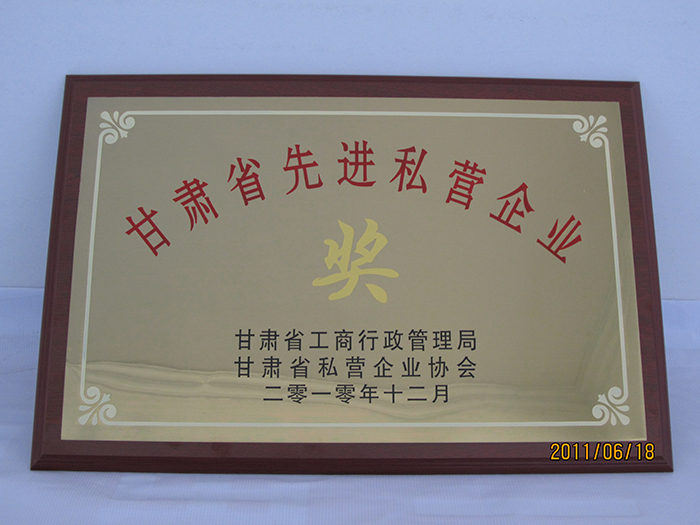 甘肃省先进私营企业
奖
甘肃省工商行政管理局
甘肃省私营企业协会
二零一零年十二月
2011/06/18